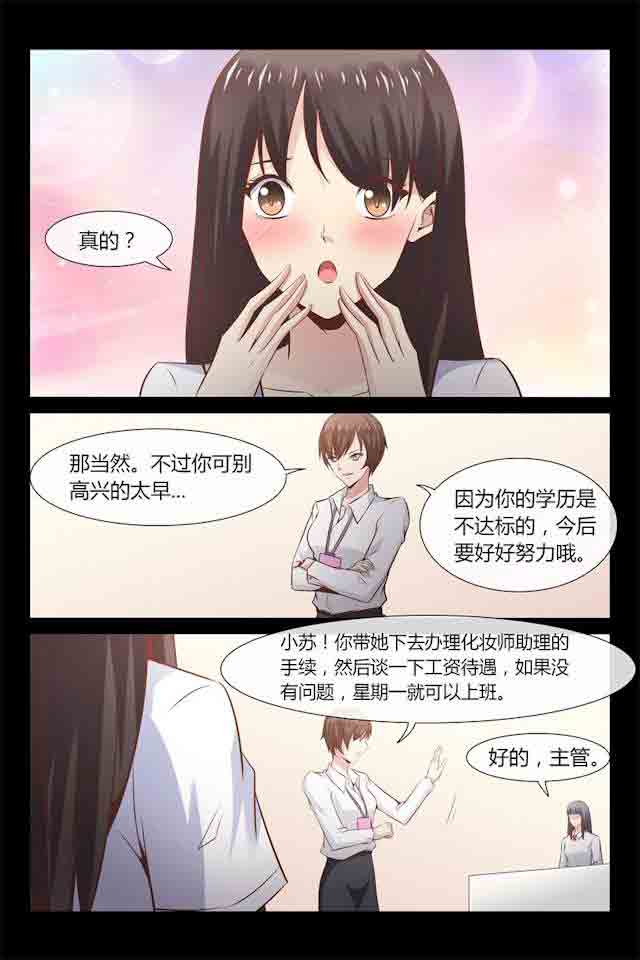 真的？
那当然。不过你可别
高兴的太早...
因为你的学历是
不达标的，今后
要好好努力哦。
小苏！你带她下去办理化妆师助理的
手续，然后谈一下工资待遇，如果没
有问题，星期一就可以上班。
好的，主管。